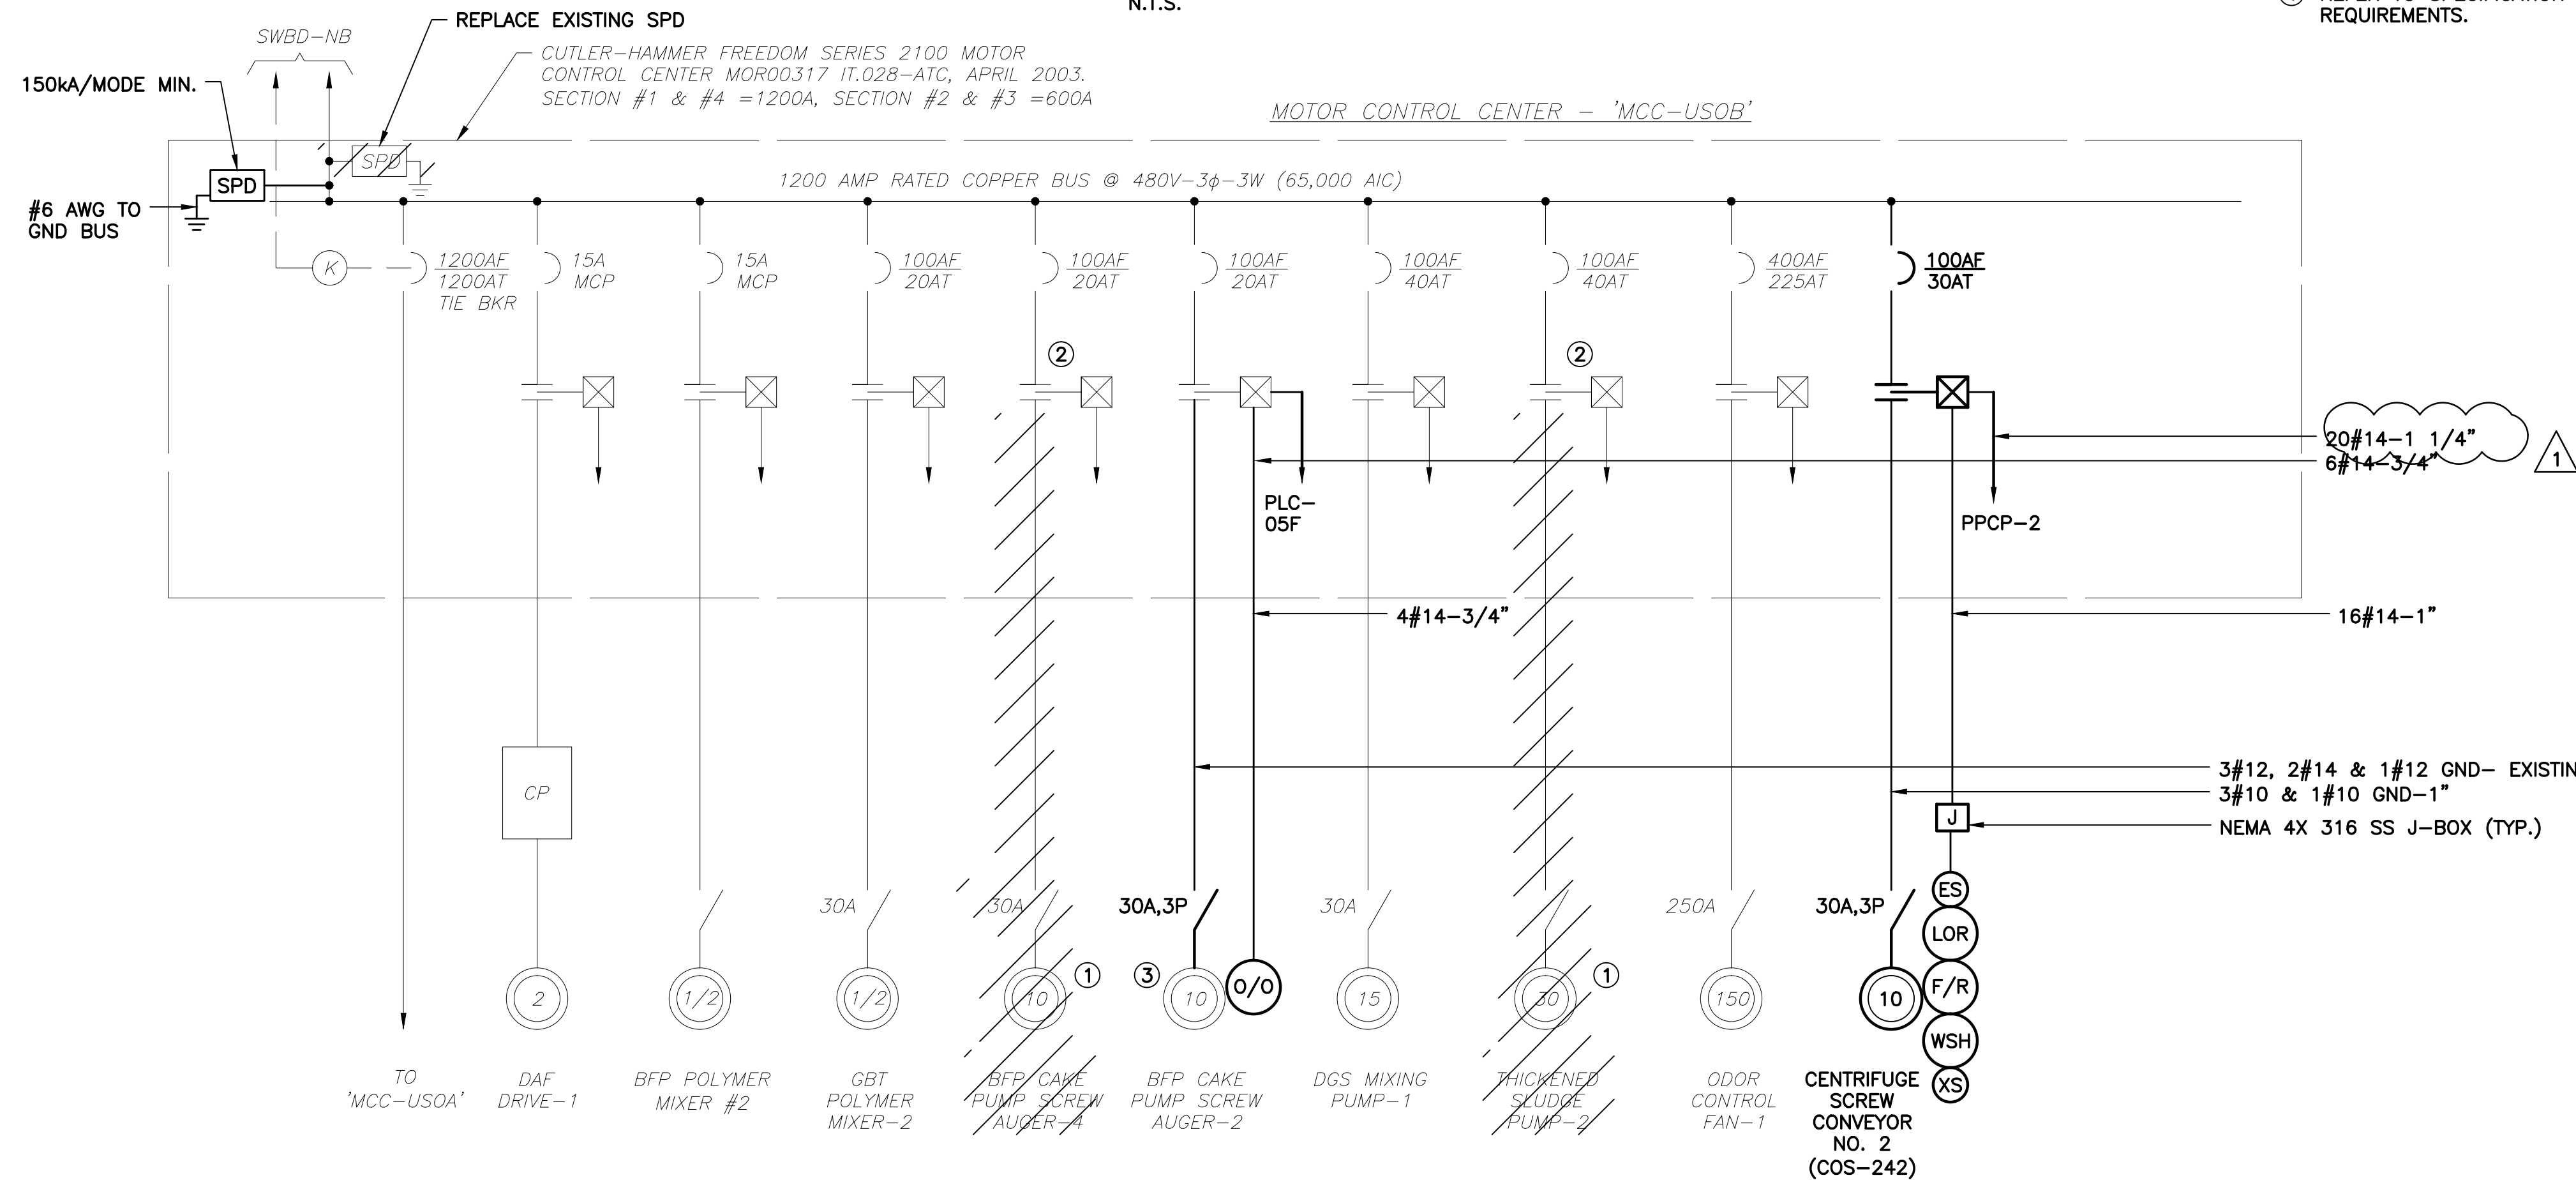 N.T.S.
REQUIREMENTS.
REPLACE EXISTING SPD
SWBD-NB
CUTLER-HAMMER FREEDOM SERIES 2100 MOTOR
CONTROL CENTER MOR00317 IT.028-ATC, APRIL 2003.
SECTION #1 & #4 =1200A, SECTION #2 & #3 =600A
150kA/MODE MIN.
MOTOR CONTROL CENTER - 'MCC-USOB'
SPD
SPD
1200 AMP RATED COPPER BUS @ 480V-3ϕ-3W (65,000 AIC)
#6 AWG TO
GND BUS
K
1200AF
1200AT
TIE BKR
15A
MCP
15A
MCP
100AF
20AT
100AF
20AT
100AF
20AT
100AF
40AT
100AF
40AT
400AF
225AT
100AF
30AT
2
2
20#14-1 1/4"
6#14-3/4"
1
PLC-
05F
PPCP-2
4#14-3/4"
16#14-1"
3#12, 2#14 & 1#12 GND- EXISTIN
3#10 & 1#10 GND-1"
NEMA 4X 316 SS J-BOX (TYP.)
CP
J
30A
30A
30A,3P
30A
250A
30A,3P
ES
LOR
F/R
WSH
XS
2
1/2
1/2
10
1
3
10
O/O
15
30
1
150
10
TO
'MCC-USOA'
DAF
DRIVE-1
BFP POLYMER
MIXER #2
GBT
POLYMER
MIXER-2
BFP CAKE
PUMP SCREW
AUGER-4
BFP CAKE
PUMP SCREW
AUGER-2
DGS MIXING
PUMP-1
THICKENED
SLUDGE
PUMP-2
ODOR
CONTROL
FAN-1
CENTRIFUGE
SCREW
CONVEYOR
NO. 2
(COS-242)